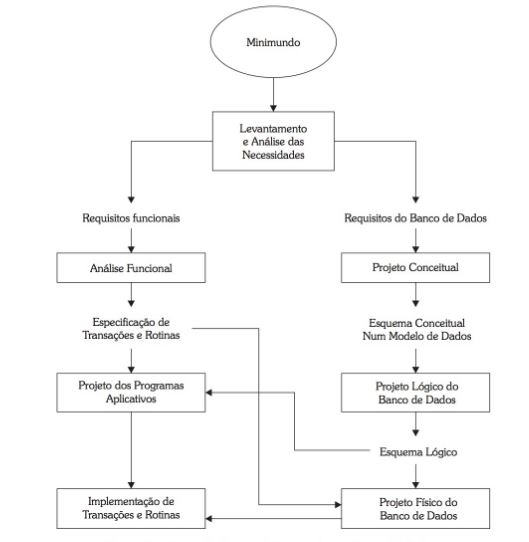 Minimundo
Levantamento
e Análise das
Necessidades
Requisitos funcionais
Requisitos do Banco de Dados
Análise Funcional
Projeto Conceitual
Especificação de
Transações e Rotinas
Esquema Conceitual
Num Modelo de Dados
Projeto dos Programas
Aplicativos
Projeto Lógico do
Banco de Dados
Esquema Lógico
Implementação de
Transações e Rotinas
Projeto Físico do
Banco de Dados